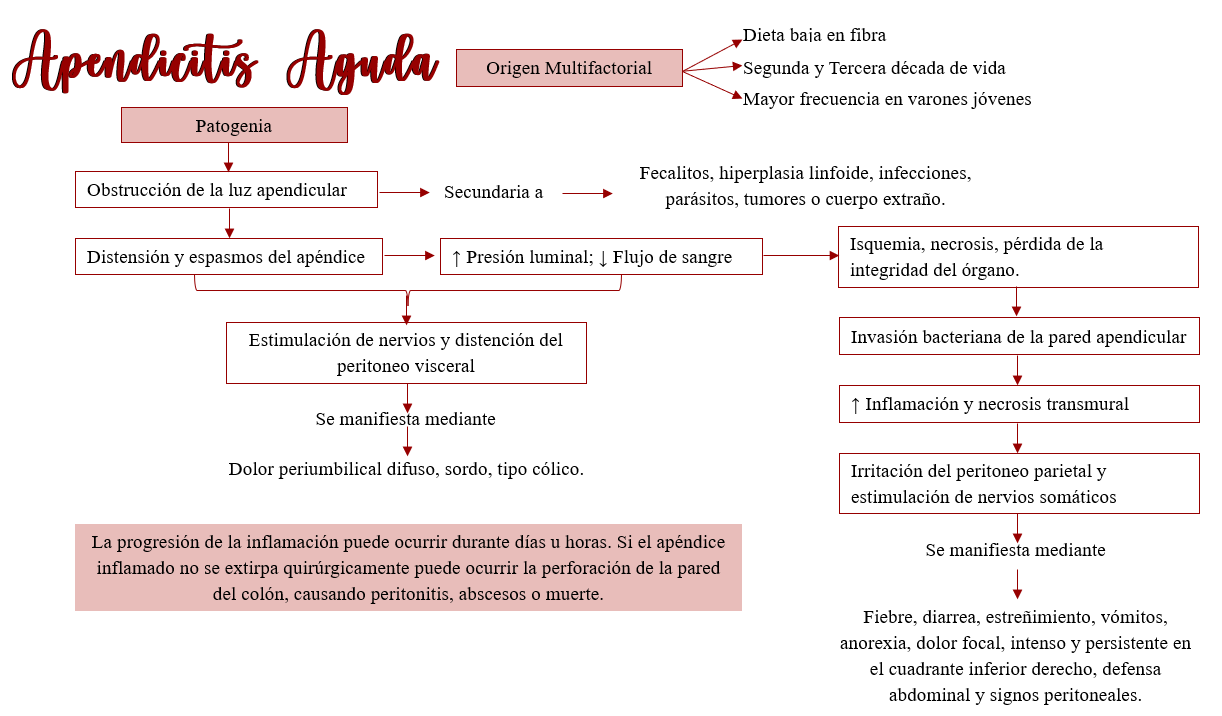 Apendicitis Aguda
Origen Multifactorial
Dieta baja en fibra
Segunda y Tercera década de vida
Mayor frecuencia en varones jóvenes
Patogenia
Obstrucción de la luz apendicular
Secundaria a
Fecalitos, hiperplasia linfoide, infecciones,
parásitos, tumores o cuerpo extraño.
Distensión y espasmos del apéndice
↑ Presión luminal; ↓ Flujo de sangre
Isquemia, necrosis, pérdida de la
integridad del órgano.
Estimulación de nervios y distención del
peritoneo visceral
Se manifiesta mediante
Dolor periumbilical difuso, sordo, tipo cólico.
Invasión bacteriana de la pared apendicular
↑ Inflamación y necrosis transmural
Irritación del peritoneo parietal y
estimulación de nervios somáticos
Se manifiesta mediante
Fiebre, diarrea, estreñimiento, vómitos,
anorexia, dolor focal, intenso y persistente en
el cuadrante inferior derecho, defensa
abdominal y signos peritoneales.
La progresión de la inflamación puede ocurrir durante días u horas. Si el apéndice
inflamado no se extirpa quirúrgicamente puede ocurrir la perforación de la pared
del colón, causando peritonitis, abscesos o muerte.